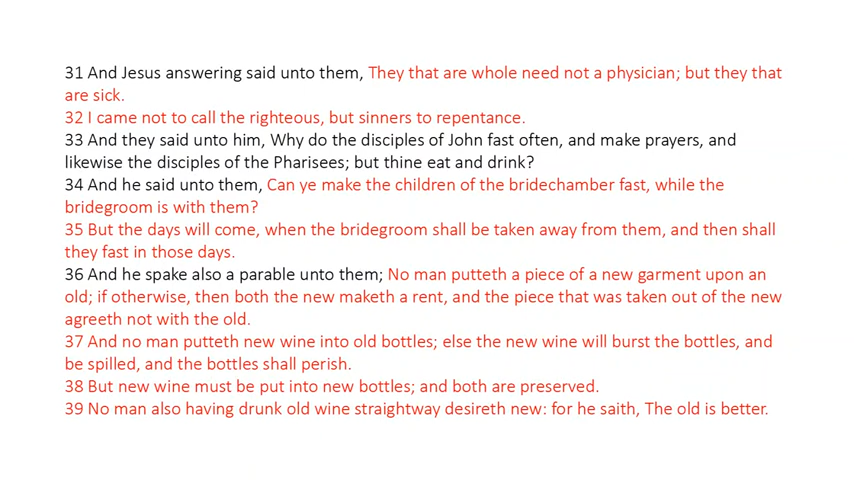 31 And Jesus answering said unto them, They that are whole need not a physician; but they that
are sick.
32 I came not to call the righteous, but sinners to repentance.
33 And they said unto him, Why do the disciples of John fast often, and make prayers, and
likewise the disciples of the Pharisees; but thine eat and drink?
34 And he said unto them, Can ye make the children of the bridechamber fast, while the
bridegroom is with them?
35 But the days will come, when the bridegroom shall be taken away from them, and then shall
they fast in those days.
36 And he spake also a parable unto them; No man putteth a piece of a new garment upon an
old; if otherwise, then both the new maketh a rent, and the piece that was taken out of the new
agreeth not with the old.
37 And no man putteth new wine into old bottles; else the new wine will burst the bottles, and
be spilled, and the bottles shall perish.
38 But new wine must be put into new bottles; and both are preserved.
39 No man also having drunk old wine straightway desireth new: for he saith, The old is better.